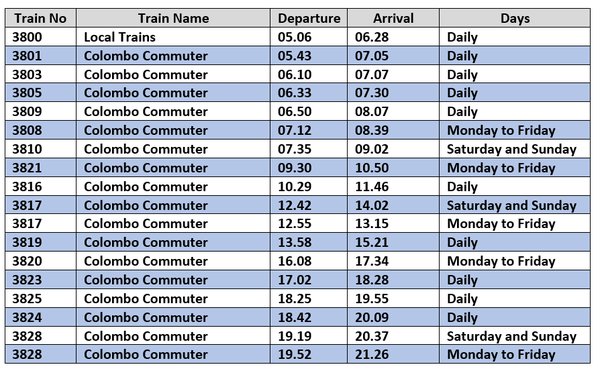 Train No Train Name Departure Arrival Days
3800 Local Trains 05.06 06.28 Daily
3801 Colombo Commuter 05.43 07.05 Daily
3803 Colombo Commuter 06.10 07.07 Daily
3805 Colombo Commuter 06.33 07.30 Daily
3809 Colombo Commuter 06.50 08.07 Daily
3808 Colombo Commuter 07.12 08.39 Monday to Friday
3810 Colombo Commuter 07.35 09.02 Saturday and Sunday
3821 Colombo Commuter 09.30 10.50 Monday to Friday
3816 Colombo Commuter 10.29 11.46 Daily
3817 Colombo Commuter 12.42 14.02 Saturday and Sunday
3817 Colombo Commuter 12.55 13.15 Monday to Friday
3819 Colombo Commuter 13.58 15.21 Daily
3820 Colombo Commuter 16.08 17.34 Monday to Friday
3823 Colombo Commuter 17.02 18.28 Daily
3825 Colombo Commuter 18.25 19.55 Daily
3824 Colombo Commuter 18.42 20.09 Daily
3828 Colombo Commuter 19.19 20.37 Saturday and Sunday
3828 Colombo Commuter 19.52 21.26 Monday to Friday